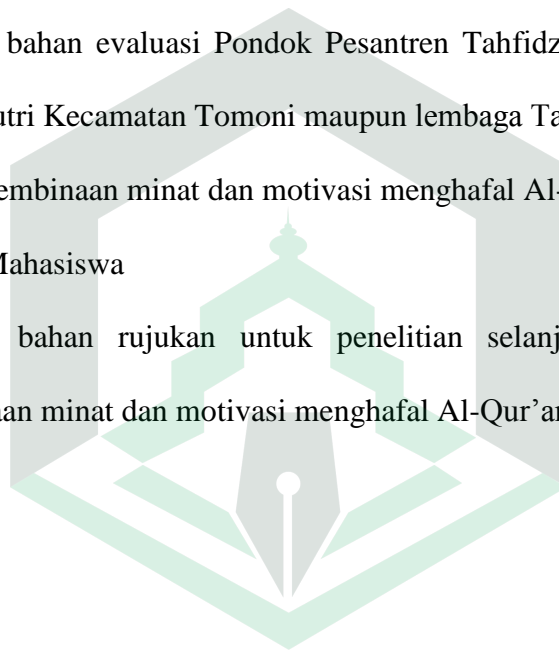 bahan evaluasi Pondok Pesantren Tahfidz
utri Kecamatan Tomoni maupun lembaga Ta
embinaan minat dan motivasi menghafal Al-
Mahasiswa
bahan rujukan untuk penelitian selanj
an minat dan motivasi menghafal Al-Qur’an